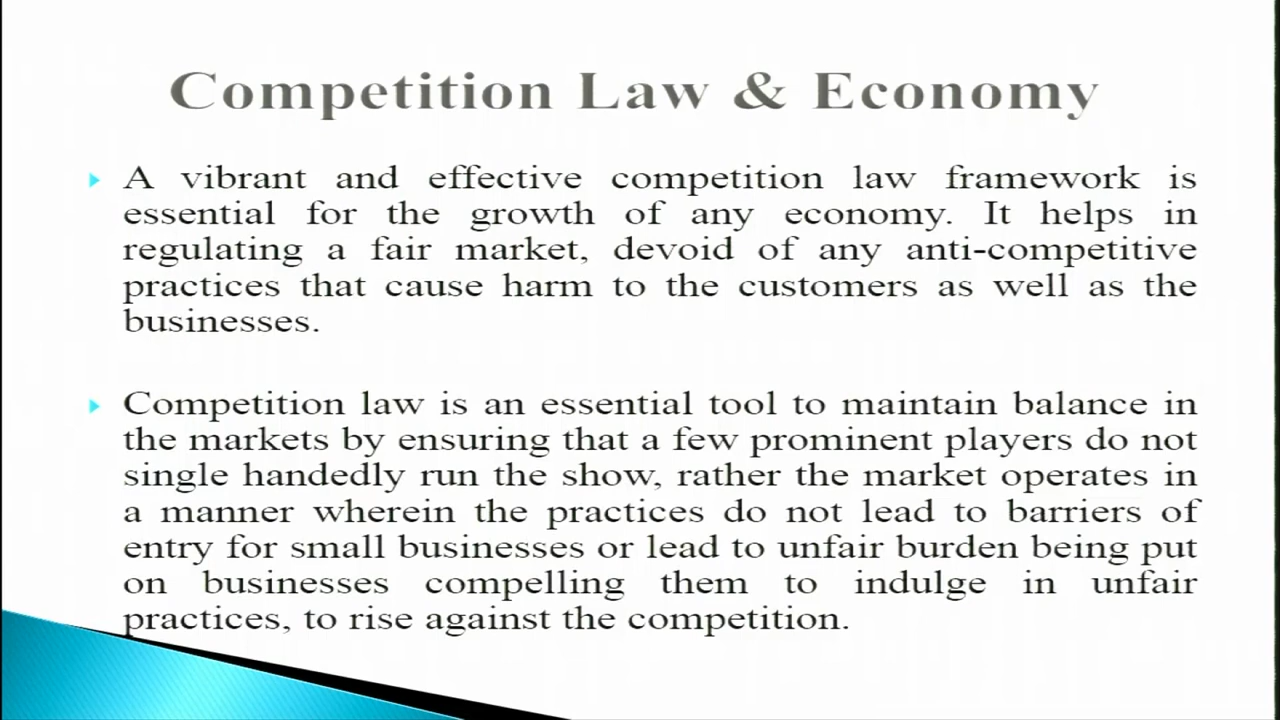 Competition Law & Economy
A vibrant and effective competition law framework is
essential for the growth of any economy. It helps in
regulating a fair market, devoid of any anti-competitive
practices that cause harm to the customers as well as the
businesses.
Competition law is an essential tool to maintain balance in
the markets by ensuring that a few prominent players do not
single handedly run the show, rather the market operates in
a manner wherein the practices do not lead to barriers of
entry for small businesses or lead to unfair burden being put
on businesses compelling them to indulge in unfair
practices, to rise against the competition.